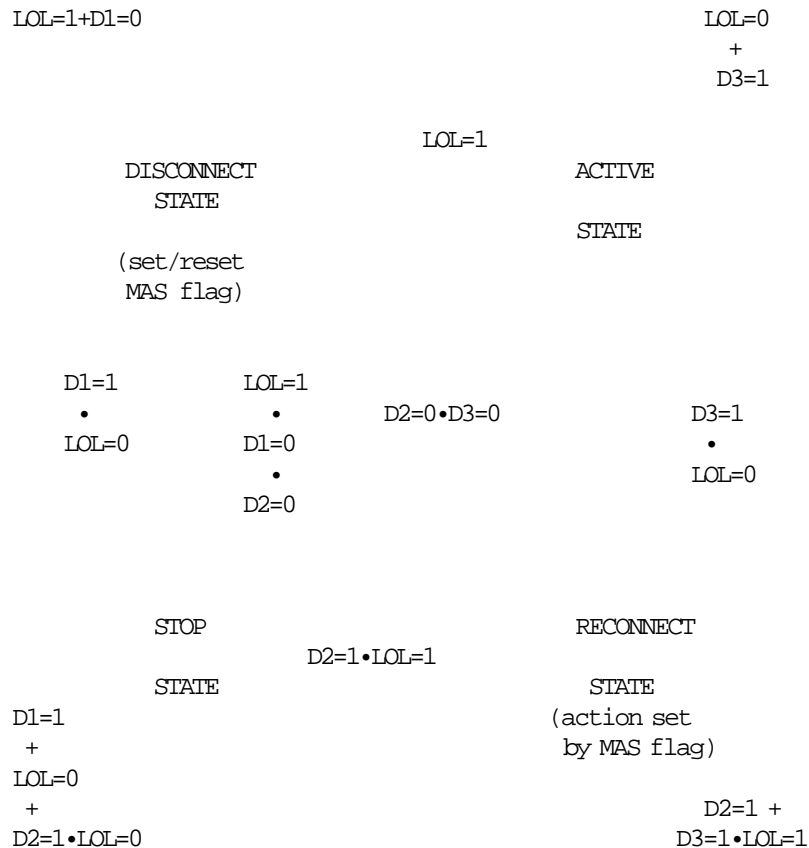 LOL=1+D1=0
LOL=0
+
D3=1
LOL=1
DISCONNECT
STATE
(set/reset
MAS flag)
ACTIVE
STATE
D1=1
•
LOL=0
LOL=1
•
D1=0
•
D2=0
D2=0•D3=0
D3=1
•
LOL=0
STOP
STATE
D2=1•LOL=1
RECONNECT
STATE
(action set
by MAS flag)
D1=1
+
LOL=0
+
D2=1•LOL=0
D2=1 +
D3=1•LOL=1